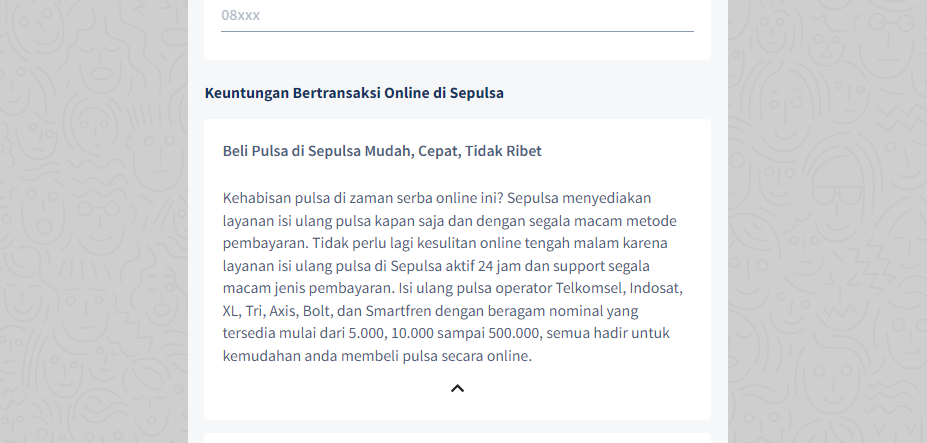 08xxx
Keuntungan Bertransaksi Online di Sepulsa
Beli Pulsa di Sepulsa Mudah, Cepat, Tidak Ribet
Kehabisan pulsa di zaman serba online ini? Sepulsa menyediakan
layanan isi ulang pulsa kapan saja dan dengan segala macam metode
pembayaran. Tidak perlu lagi kesulitan online tengah malam karena
layanan isi ulang pulsa di Sepulsa aktif 24 jam dan support segala
macam jenis pembayaran. Isi ulang pulsa operator Telkomsel, Indosat,
XL, Tri, Axis, Bolt, dan Smartfren dengan beragam nominal yang
tersedia mulai dari 5.000, 10.000 sampai 500.000, semua hadir untuk
kemudahan anda membeli pulsa secara online.